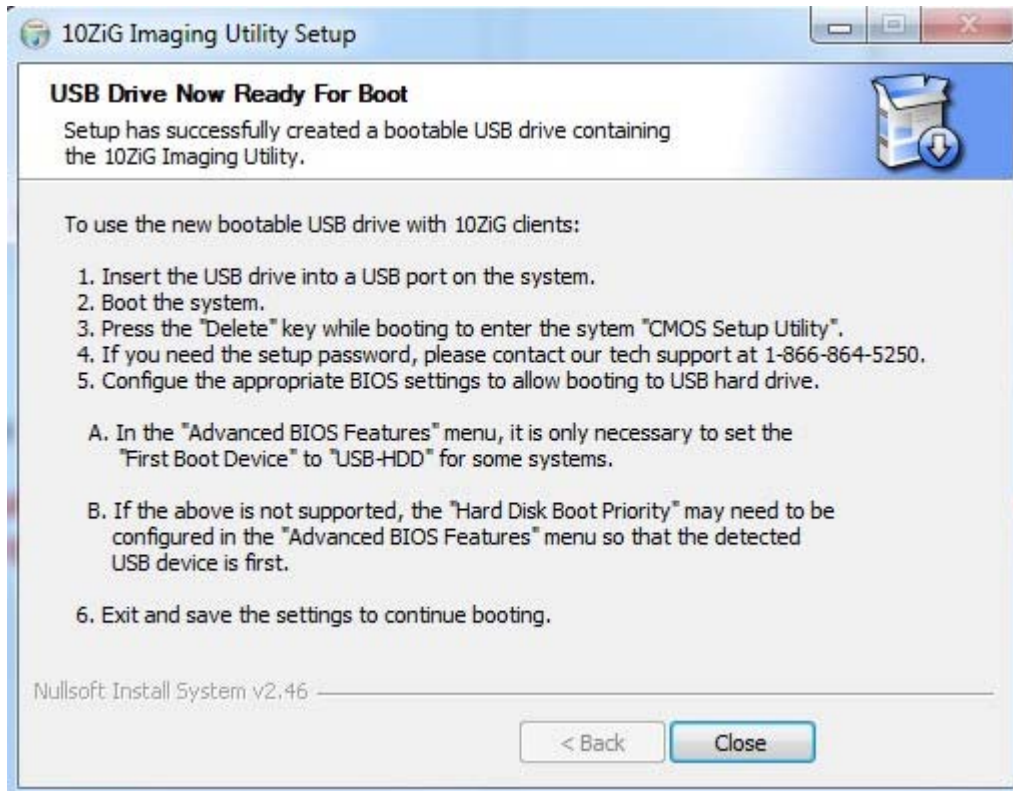 10ZiG Imaging Utility Setup
USB Drive Now Ready For Boot
Setup has successfully created a bootable USB drive containing
the 10ZiG Imaging Utility.
To use the new bootable USB drive with 10ZiG clients:
1. Insert the USB drive into a USB port on the system.
2. Boot the system.
3. Press the "Delete" key while booting to enter the sytem "CMOS Setup Utility".
4. If you need the setup password, please contact our tech support at 1-866-864-5250.
5. Configue the appropriate BIOS settings to allow booting to USB hard drive.
A. In the "Advanced BIOS Features" menu, it is only necessary to set the
"First Boot Device" to "USB-HDD" for some systems.
B. If the above is not supported, the "Hard Disk Boot Priority" may need to be
configured in the "Advanced BIOS Features" menu so that the detected
USB device is first.
6. Exit and save the settings to continue booting.
Nullsoft Install System v2.46
< Back Close